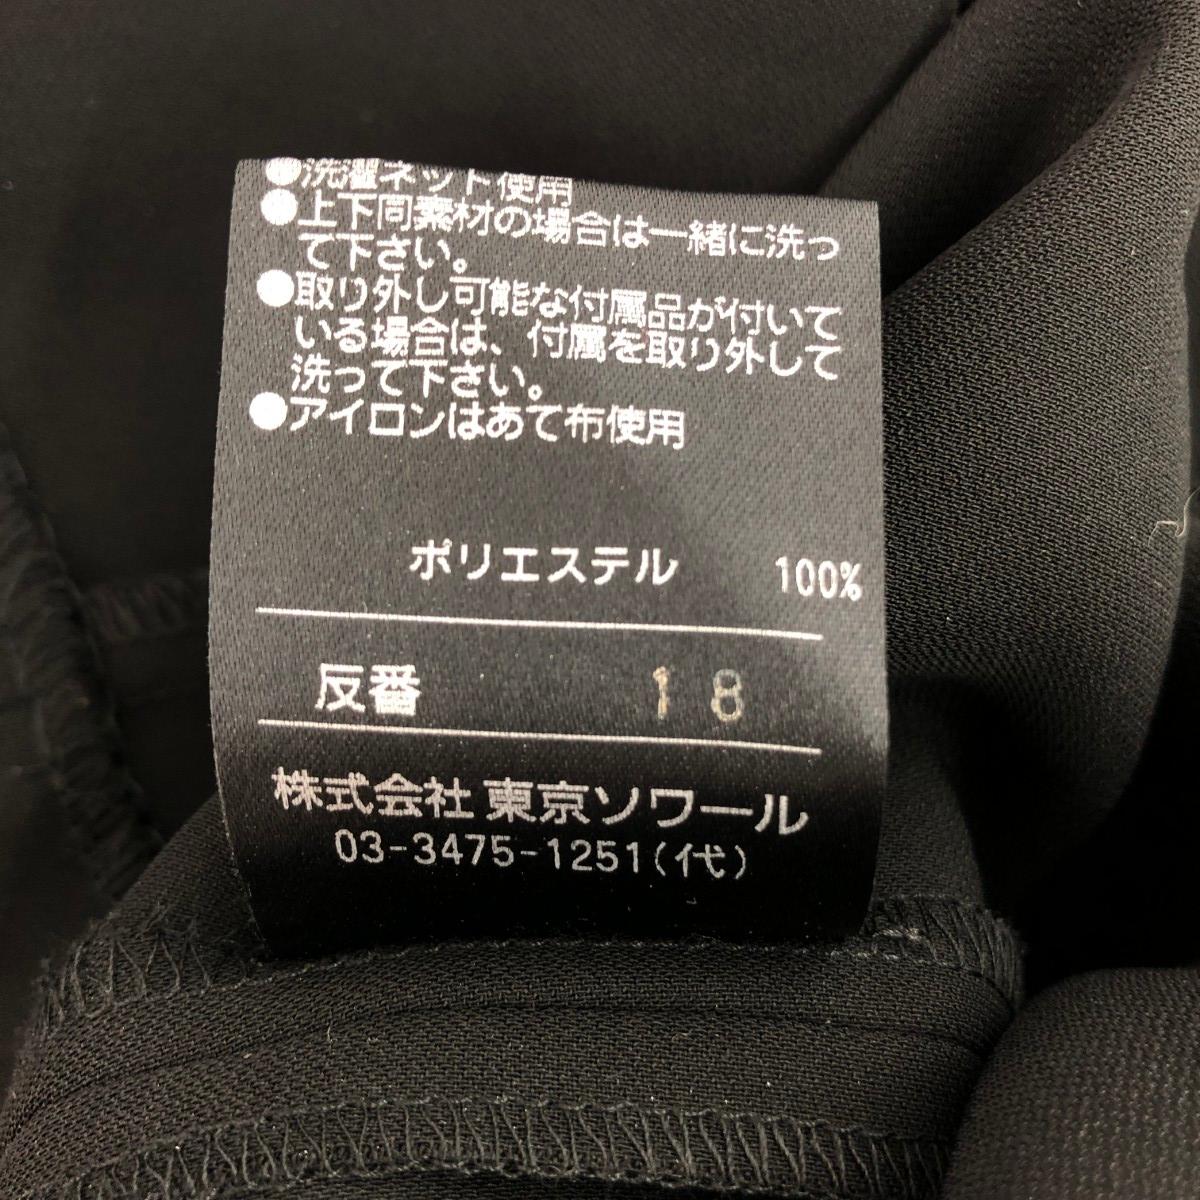 ●洗濯ネット使用
●上下同素材の場合は一緒に洗っ
て下さい。
●取り外し可能な付属品が付いて
いる場合は、付属を取り外して
洗って下さい。
●アイロンはあて布使用
ポリエステル 100%
反番 18
株式会社 東京ソワール
03-3475-1251(代)